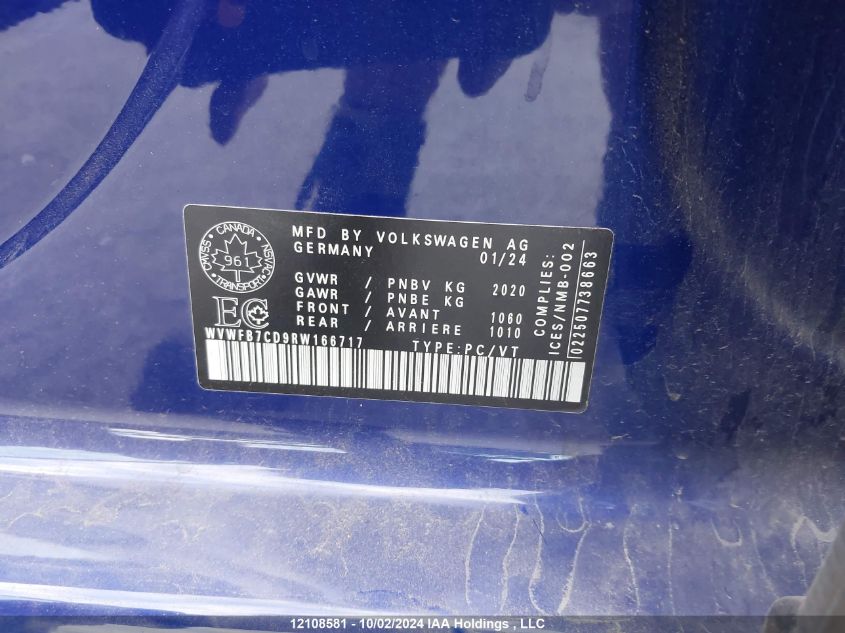 CANADA
CMVSS
961
NSVAC
TRANSPORT
EC
MFD BY VOLKSWAGEN AG
GERMANY 01/24
GVWR / PNBV KG 2020
GAWR / PNBE KG
FRONT / AVANT 1060
REAR / ARRIERE 1010
WVWFB7CD9RW166717 TYPE:PC/VT
COMPLIES:
ICES/NMB-002
022507738663
12108581 - 10/02/2024 IAA Holdings , LLC